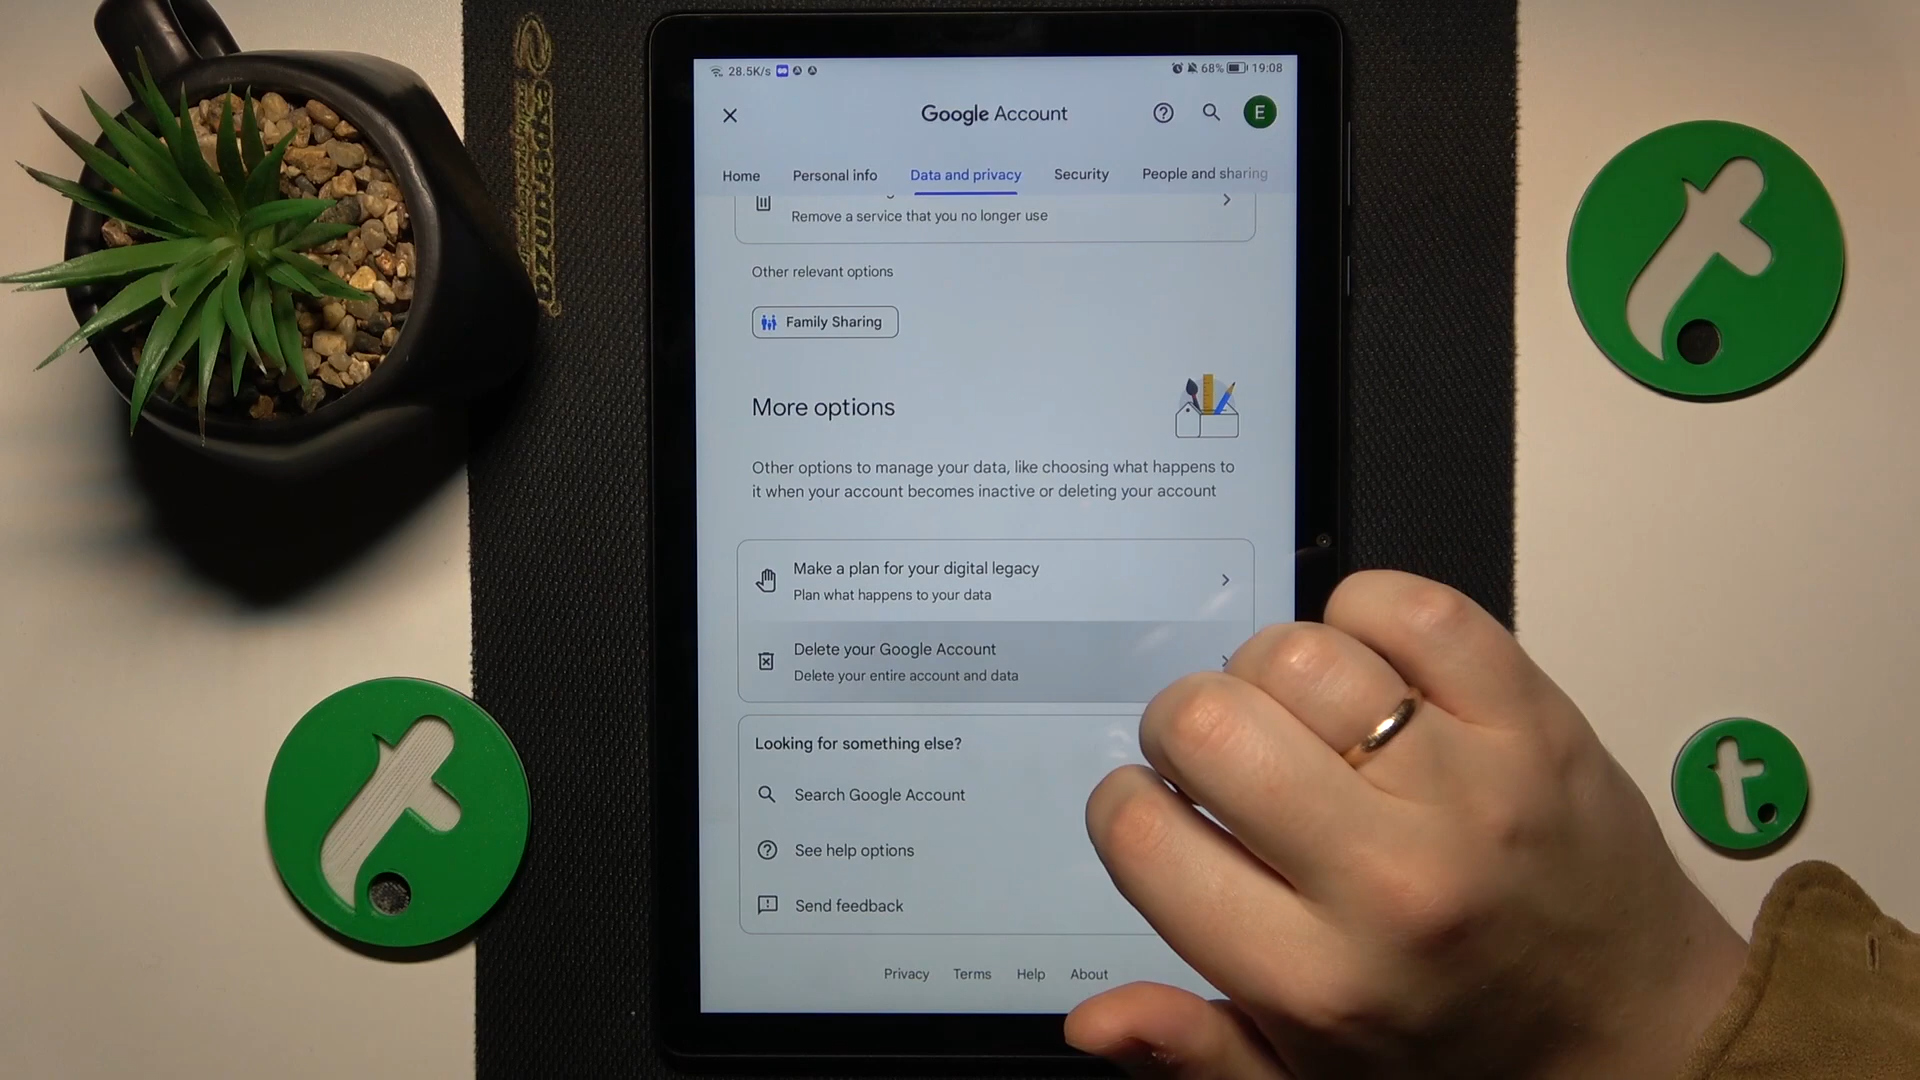 esperanza
28.5K/s
68%
19:08
Google Account
E
Home
Personal info
Data and privacy
Security
People and sharing
Remove a service that you no longer use
Other relevant options
Family Sharing
More options
Other options to manage your data, like choosing what happens to
it when your account becomes inactive or deleting your account
Make a plan for your digital legacy
Plan what happens to your data
Delete your Google Account
Delete your entire account and data
Looking for something else?
Search Google Account
See help options
Send feedback
Privacy
Terms
Help
About